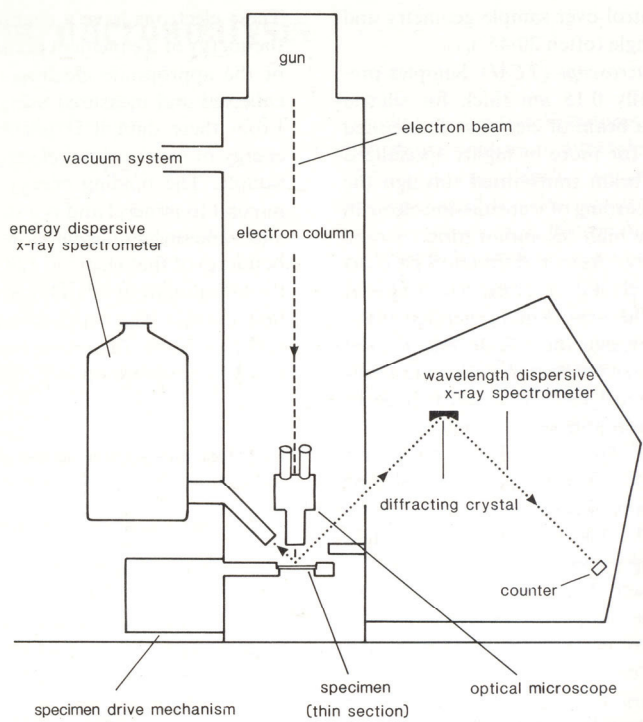 gun
electron beam
vacuum system
energy dispersive
x-ray spectrometer
electron column
wavelength dispersive
x-ray spectrometer
diffracting crystal
counter
specimen drive mechanism
specimen
(thin section)
optical microscope